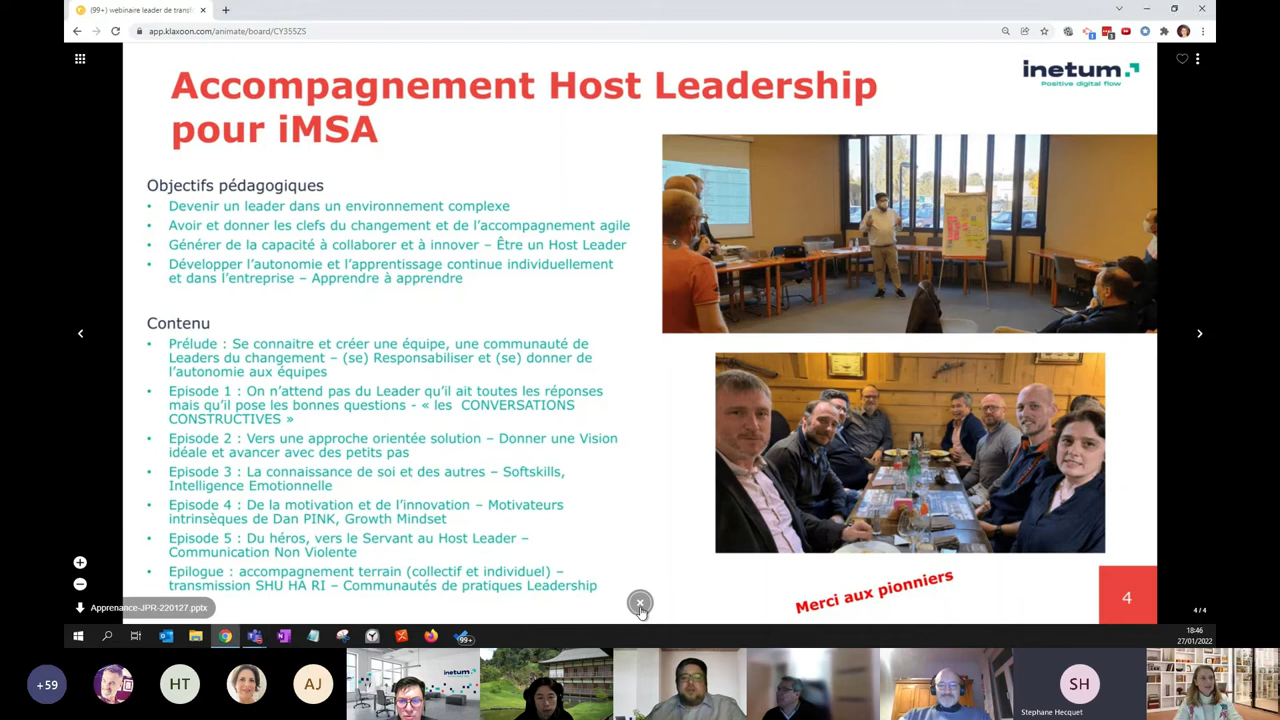 (99+) webinaire leader de transf
app.klaxoon.com/animate/board/CY355ZS
Accompagnement Host Leadership
pour iMSA
inetum.
Positive digital flow
Objectifs pédagogiques
• Devenir un leader dans un environnement complexe
• Avoir et donner les clefs du changement et de l'accompagnement agile
• Générer de la capacité à collaborer et à innover – Être un Host Leader
• Développer l'autonomie et l'apprentissage continue individuellement
et dans l'entreprise – Apprendre à apprendre
Contenu
• Prélude : Se connaitre et créer une équipe, une communauté de
Leaders du changement – (se) Responsabiliser et (se) donner de
l'autonomie aux équipes
• Episode 1 : On n'attend pas du Leader qu'il ait toutes les réponses
mais qu'il pose les bonnes questions - « les CONVERSATIONS
CONSTRUCTIVES »
• Episode 2 : Vers une approche orientée solution – Donner une Vision
idéale et avancer avec des petits pas
• Episode 3 : La connaissance de soi et des autres – Softskills,
Intelligence Emotionnelle
• Episode 4 : De la motivation et de l'innovation – Motivateurs
intrinsèques de Dan PINK, Growth Mindset
• Episode 5 : Du héros, vers le Servant au Host Leader –
Communication Non Violente
• Epilogue : accompagnement terrain (collectif et individuel) –
transmission SHU HA RI – Communautés de pratiques Leadership
Merci aux pionniers
4
Apprenance-JPR-220127.pptx
4/4
99+
18:46
27/01/2022
+59
HT
AJ
inetum.
SH
Stephane Hecquet